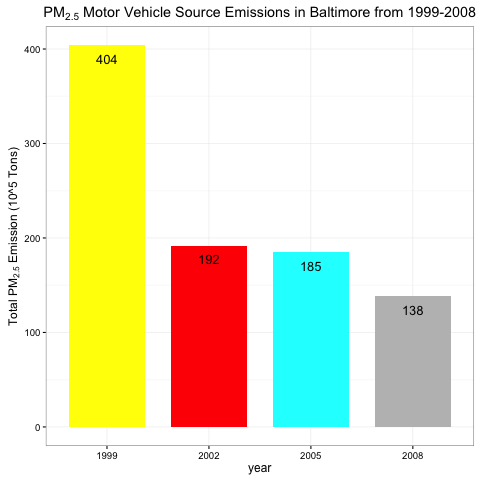 PM2.5 Motor Vehicle Source Emissions in Baltimore from 1999-2008
Total PM2.5 Emission (10^5 Tons)
400
300
200
100
0
404
192
185
138
1999 2002 2005 2008
year